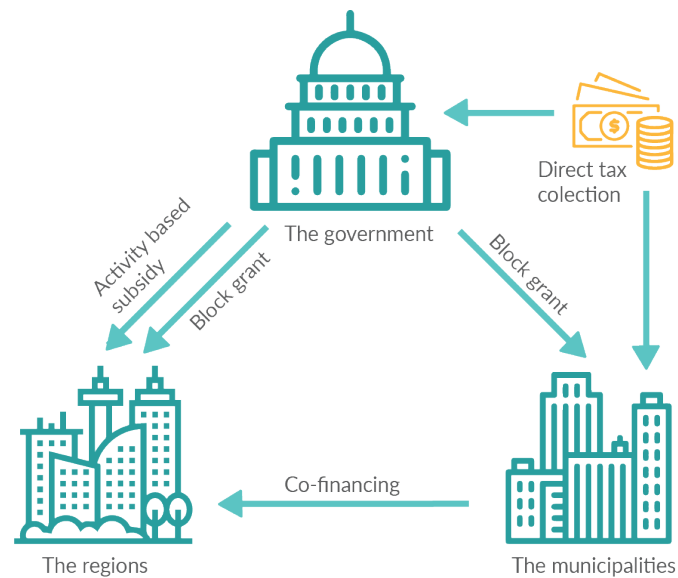 Direct tax
colection
The government
Activity based
subsidy
Block grant
Block grant
Co-financing
The regions
The municipalities